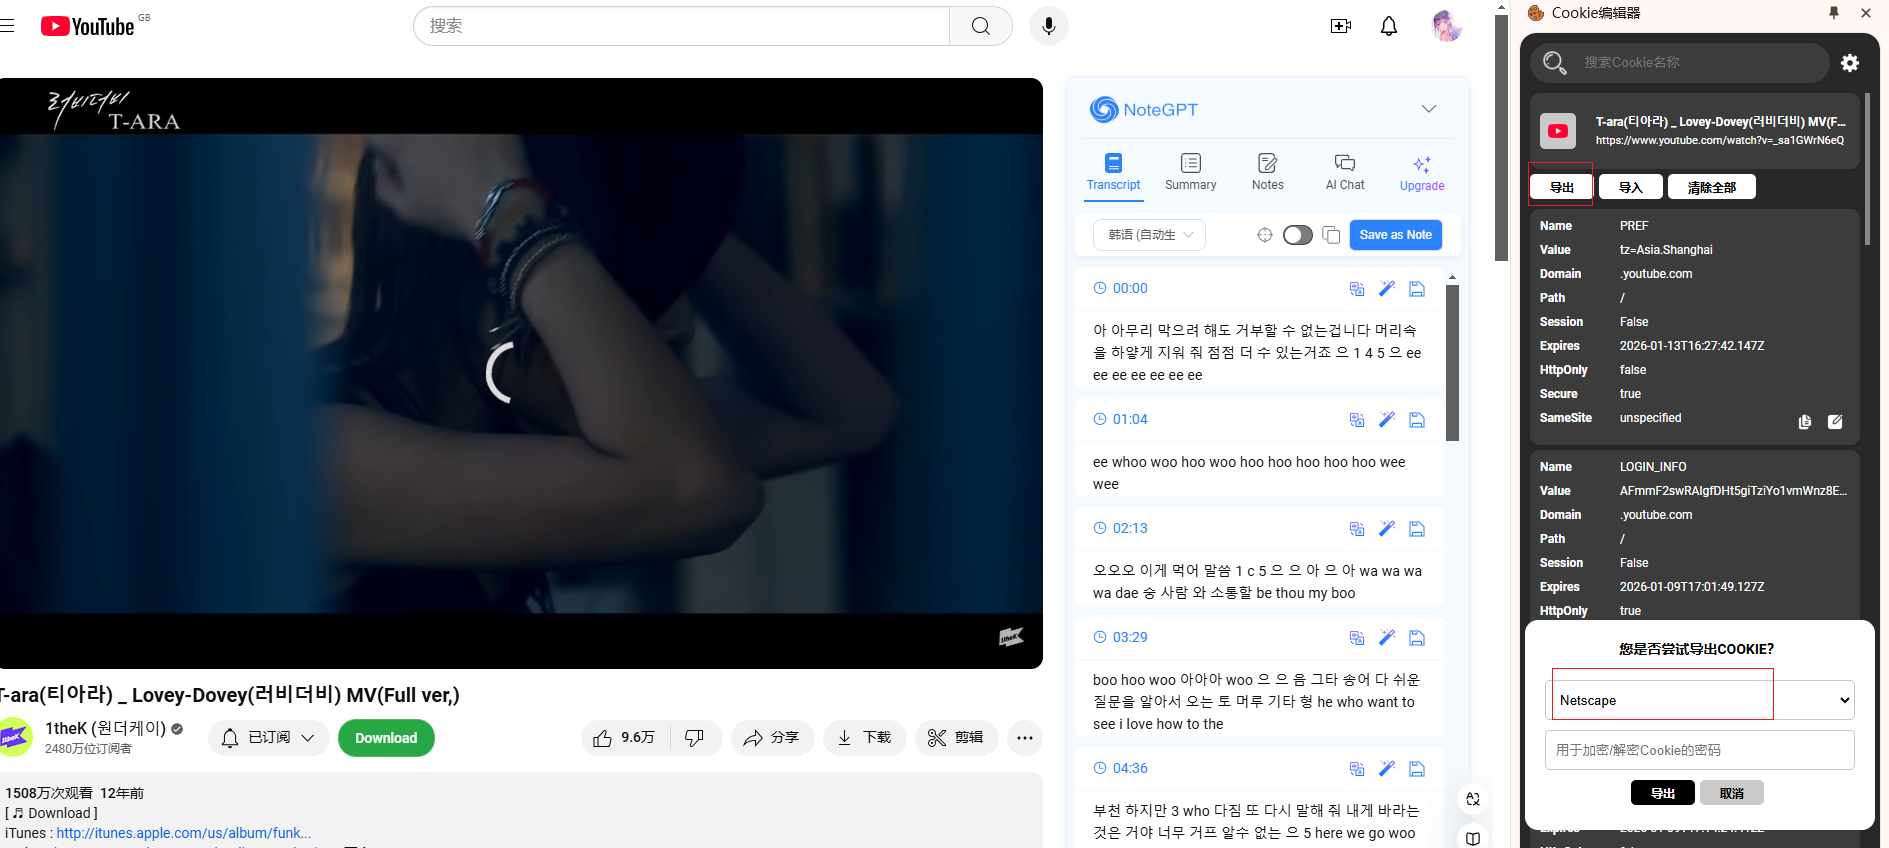 YouTube GB
搜索
러비더비
T-ARA
1theK
T-ara(티아라) _ Lovey-Dovey(러비더비) MV(Full ver,)
1theK (원더케이)
2480万位订阅者
已订阅
Download
9.6万
分享
下载
剪辑
1508万次观看 12年前
[ ♬ Download ]
iTunes : http://itunes.apple.com/us/album/funk...
NoteGPT
Transcript
Summary
Notes
AI Chat
Upgrade
韩语 (自动生
Save as Note
00:00
아 아무리 막으려 해도 거부할 수 없는겁니다 머리속
을 하얗게 지워 줘 점점 더 수 있는거죠 으 1 4 5 으 ee
ee ee ee ee ee ee
01:04
ee whoo woo hoo woo hoo hoo hoo hoo hoo wee
wee
02:13
오오오 이게 먹어 말씀 1 c 5 으 으 아 으 아 wa wa wa
wa dae 숭 사람 와 소통할 be thou my boo
03:29
boo hoo woo 아아아 woo 으 으 음 그타 송어 다 쉬운
질문을 알아서 오는 토 머루 기타 형 he who want to
see i love how to the
04:36
부천 하지만 3 who 다짐 또 다시 말해 줘 내게 바라는
것은 거야 너무 거프 알수 없는 으 5 here we go woo
Cookie编辑器
搜索Cookie名称
T-ara(티아라) _ Lovey-Dovey(러비더비) MV(F...
https://www.youtube.com/watch?v=_sa1GWrN6eQ
导出
导入
清除全部
Name PREF
Value tz=Asia.Shanghai
Domain .youtube.com
Path /
Session False
Expires 2026-01-13T16:27:42.147Z
HttpOnly false
Secure true
SameSite unspecified
Name LOGIN_INFO
Value AFmmF2swRAIgfDHt5giTziYo1vmWnz8E...
Domain .youtube.com
Path /
Session False
Expires 2026-01-09T17:01:49.127Z
HttpOnly true
您是否尝试导出COOKIE?
Netscape
用于加密/解密Cookie的密码
导出
取消